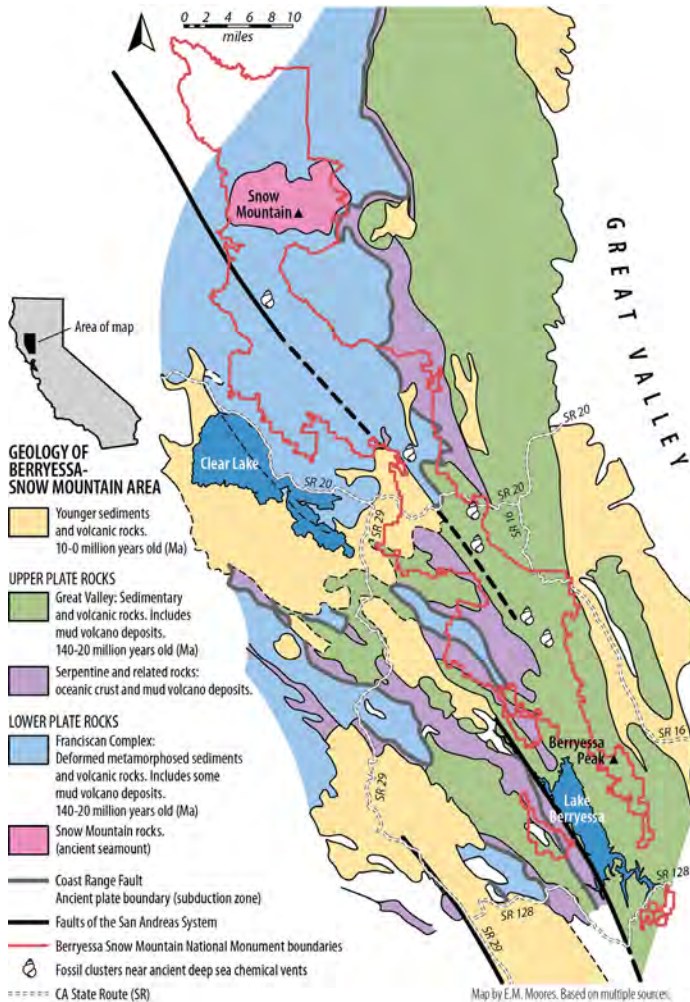 0 2 4 6 8 10
miles
Snow
Mountain
GREAT VALLEY
Area of map
SR 20
Clear Lake
SR 20
SR 20
SR 16
SR 29
GEOLOGY OF
BERRYESSA-
SNOW MOUNTAIN AREA
Younger sediments
and volcanic rocks.
10-0 million years old (Ma)
UPPER PLATE ROCKS
Great Valley: Sedimentary
and volcanic rocks. Includes
mud volcano deposits.
140-20 million years old (Ma)
Serpentine and related rocks:
oceanic crust and mud volcano deposits.
LOWER PLATE ROCKS
Franciscan Complex:
Deformed metamorphosed sediments
and volcanic rocks. Includes some
mud volcano deposits.
140-20 million years old (Ma)
Snow Mountain rocks.
(ancient seamount)
Coast Range Fault
Ancient plate boundary (subduction zone)
Faults of the San Andreas System
Berryessa Snow Mountain National Monument boundaries
Fossil clusters near ancient deep sea chemical vents
CA State Route (SR)
Berryessa
Peak
SR 16
SR 29
Lake
Berryessa
SR 128
SR 128
SR 29
Map by E.M. Moores. Based on multiple sources.